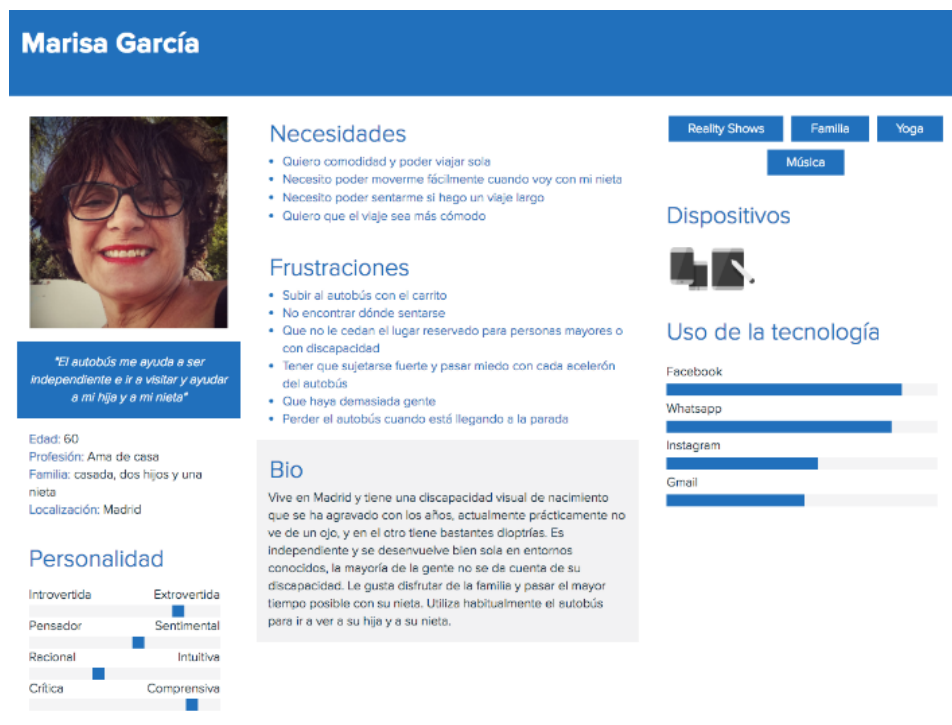 Marisa García
"El autobús me ayuda a ser
independiente e ir a visitar y ayudar
a mi hija y a mi nieta"
Edad: 60
Profesión: Ama de casa
Familia: casada, dos hijos y una
nieta
Localización: Madrid
Personalidad
Introvertida Extrovertida
Pensador Sentimental
Racional Intuitiva
Crítica Comprensiva
Necesidades
• Quiero comodidad y poder viajar sola
• Necesito poder moverme fácilmente cuando voy con mi nieta
• Necesito poder sentarme si hago un viaje largo
• Quiero que el viaje sea más cómodo
Frustraciones
• Subir al autobús con el carrito
• No encontrar dónde sentarse
• Que no le cedan el lugar reservado para personas mayores o
con discapacidad
• Tener que sujetarse fuerte y pasar miedo con cada acelerón
del autobús
• Que haya demasiada gente
• Perder el autobús cuando está llegando a la parada
Bio
Vive en Madrid y tiene una discapacidad visual de nacimiento
que se ha agravado con los años, actualmente prácticamente no
ve de un ojo, y en el otro tiene bastantes dioptrías. Es
independiente y se desenvuelve bien sola en entornos
conocidos, la mayoría de la gente no se da cuenta de su
discapacidad. Le gusta disfrutar de la familia y pasar el mayor
tiempo posible con su nieta. Utiliza habitualmente el autobús
para ir a ver a su hija y a su nieta.
Reality Shows Familia Yoga
Música
Dispositivos
Uso de la tecnología
Facebook
Whatsapp
Instagram
Gmail